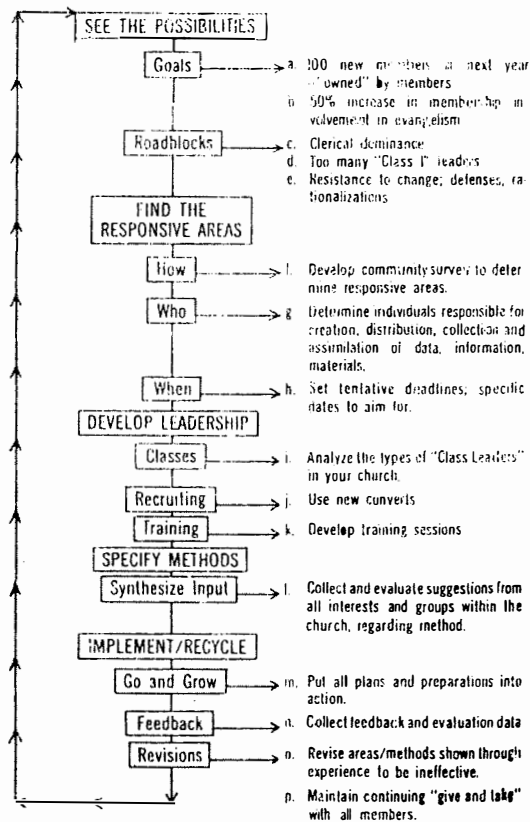 SEE THE POSSIBILITIES
Goals
a. 100 new members in next year
"owned" by members
b. 50% increase in membership in
volvement in evangelism
Roadblocks
c. Clerical dominance
d. Too many "Class I" leaders
e. Resistance to change; defenses, ra-
tionalizations
FIND THE
RESPONSIVE AREAS
How
f. Develop community survey to deter
mine responsive areas.
Who
g Determine individuals responsible for
creation, distribution, collection and
assimilation of data, information,
materials.
When
h. Set tentative deadlines; specific
dates to aim for.
DEVELOP LEADERSHIP
Classes
i. Analyze the types of "Class Leaders"
in your church.
Recruiting
j. Use new converts
Training
k. Develop training sessions
SPECIFY METHODS
Synthesize Input
l. Collect and evaluate suggestions from
all interests and groups within the
church, regarding method.
IMPLEMENT/RECYCLE
Go and Grow
m. Put all plans and preparations into
action.
Feedback
n. Collect feedback and evaluation data
Revisions
o. Revise areas/methods shown through
experience to be ineffective.
p. Maintain continuing "give and take"
with all members.